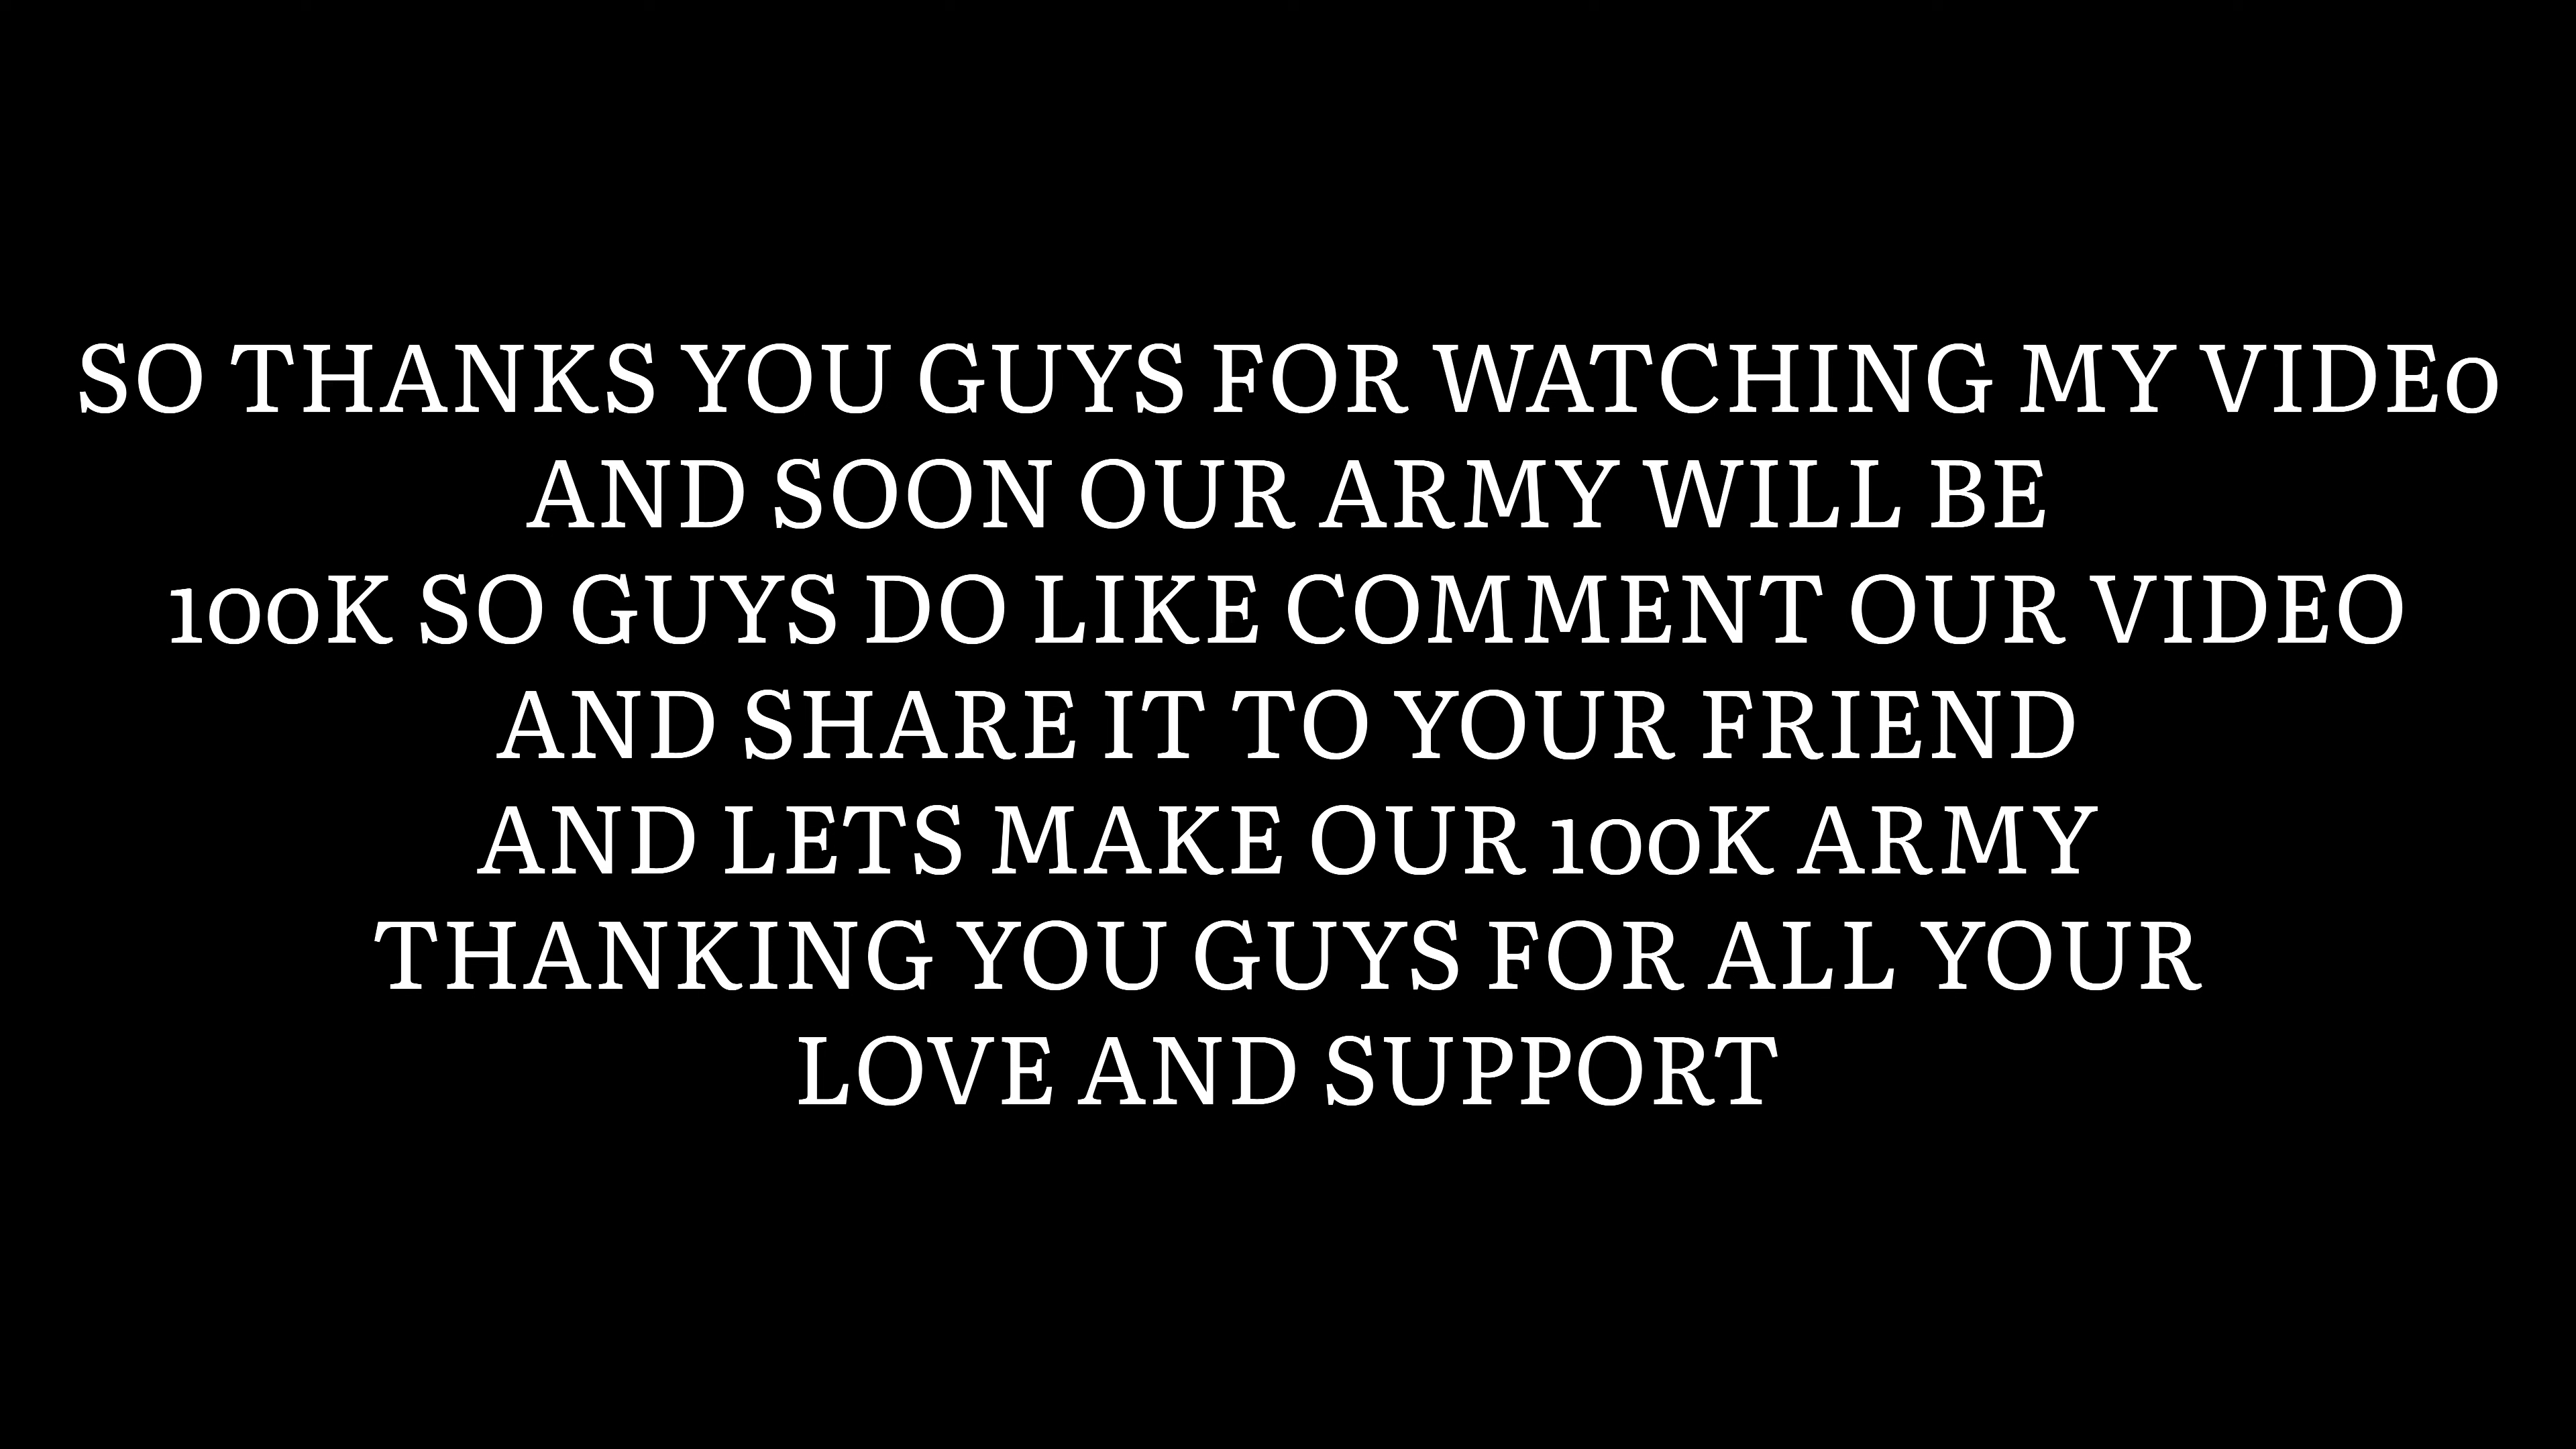 SO THANKS YOU GUYS FOR WATCHING MY VIDE0
AND SOON OUR ARMY WILL BE
100K SO GUYS DO LIKE COMMENT OUR VIDEO
AND SHARE IT TO YOUR FRIEND
AND LETS MAKE OUR 100K ARMY
THANKING YOU GUYS FOR ALL YOUR
LOVE AND SUPPORT